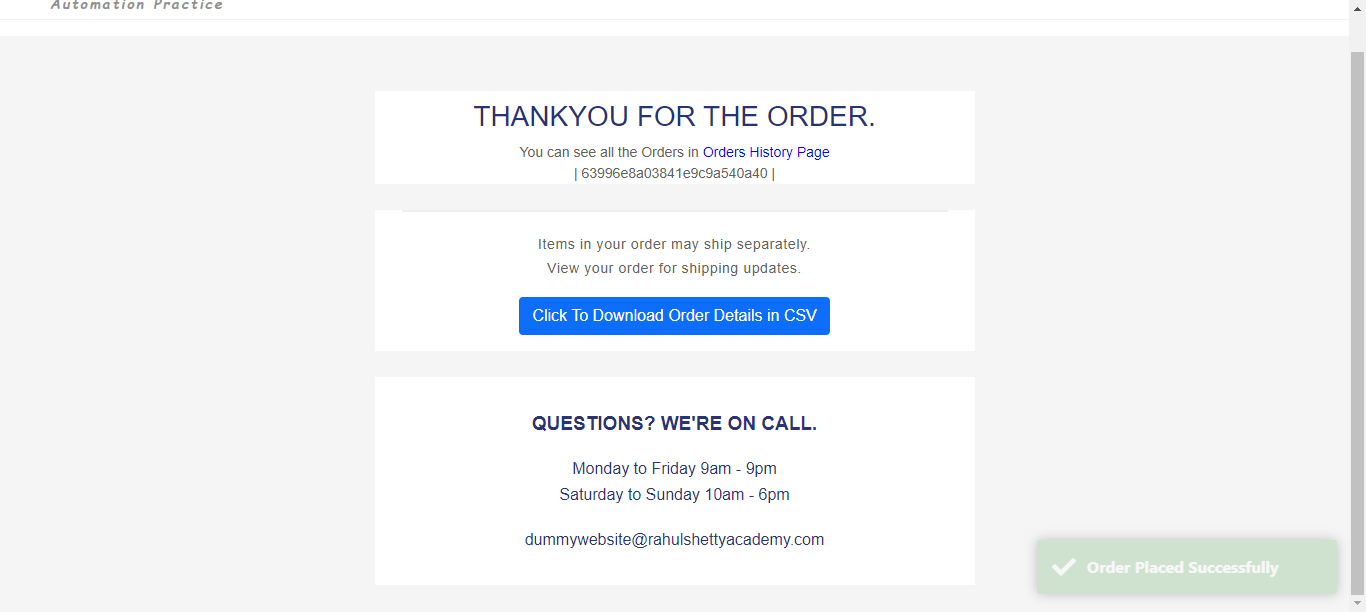 Automation Practice
THANKYOU FOR THE ORDER.
You can see all the Orders in Orders History Page
| 63996e8a03841e9c9a540a40 |
Items in your order may ship separately.
View your order for shipping updates.
Click To Download Order Details in CSV
QUESTIONS? WE'RE ON CALL.
Monday to Friday 9am - 9pm
Saturday to Sunday 10am - 6pm
dummywebsite@rahulshettyacademy.com
Order Placed Successfully